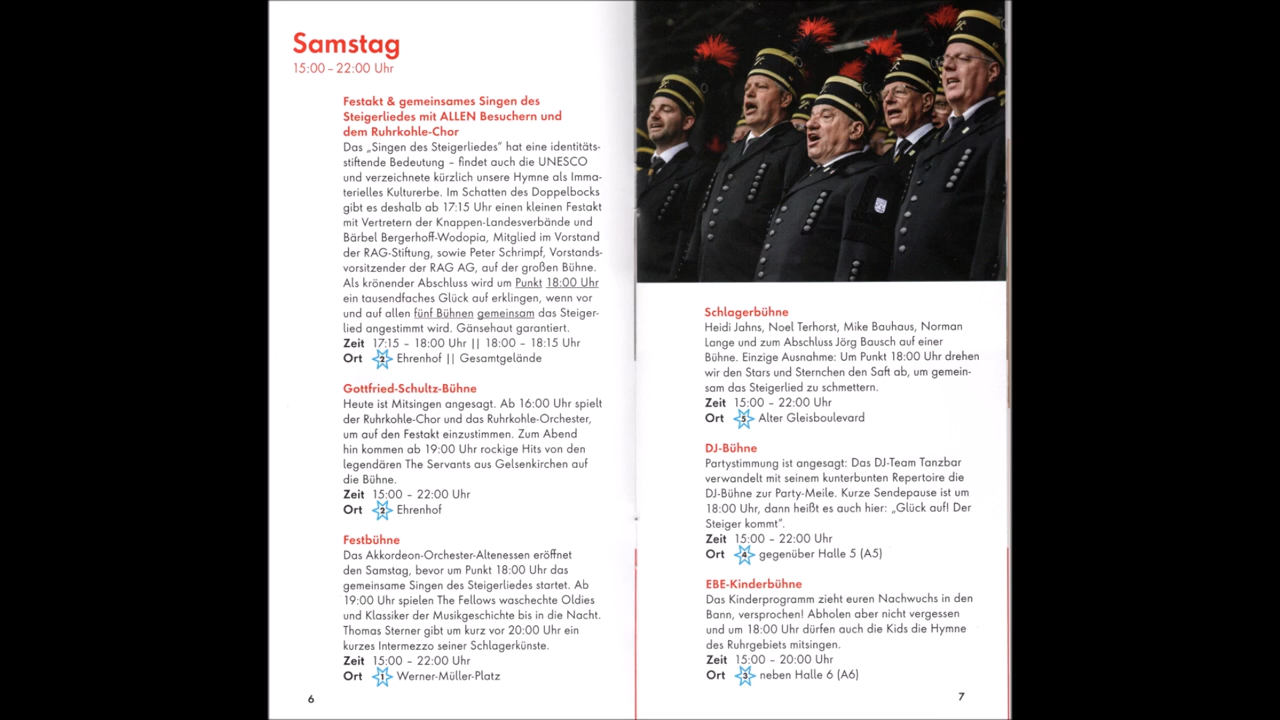 Samstag
15:00 – 22:00 Uhr
Festakt & gemeinsames Singen des
Steigerliedes mit ALLEN Besuchern und
dem Ruhrkohle-Chor
Das „Singen des Steigerliedes“ hat eine identitäts-
stiftende Bedeutung – findet auch die UNESCO
und verzeichnete kürzlich unsere Hymne als Imma-
terielles Kulturerbe. Im Schatten des Doppelbocks
gibt es deshalb ab 17:15 Uhr einen kleinen Festakt
mit Vertretern der Knappen-Landesverbände und
Bärbel Bergerhoff-Wodopia, Mitglied im Vorstand
der RAG-Stiftung, sowie Peter Schrimpf, Vorstands-
vorsitzender der RAG AG, auf der großen Bühne.
Als krönender Abschluss wird um Punkt 18:00 Uhr
ein tausendfaches Glück auf erklingen, wenn vor
und auf allen fünf Bühnen gemeinsam das Steiger-
lied angestimmt wird. Gänsehaut garantiert.
Zeit 17:15 – 18:00 Uhr || 18:00 – 18:15 Uhr
Ort 2 Ehrenhof || Gesamtgelände
Gottfried-Schultz-Bühne
Heute ist Mitsingen angesagt. Ab 16:00 Uhr spielt
der Ruhrkohle-Chor und das Ruhrkohle-Orchester,
um auf den Festakt einzustimmen. Zum Abend
hin kommen ab 19:00 Uhr rockige Hits von den
legendären The Servants aus Gelsenkirchen auf
die Bühne.
Zeit 15:00 – 22:00 Uhr
Ort 2 Ehrenhof
Festbühne
Das Akkordeon-Orchester-Altenessen eröffnet
den Samstag, bevor um Punkt 18:00 Uhr das
gemeinsame Singen des Steigerliedes startet. Ab
19:00 Uhr spielen The Fellows waschechte Oldies
und Klassiker der Musikgeschichte bis in die Nacht.
Thomas Sterner gibt um kurz vor 20:00 Uhr ein
kurzes Intermezzo seiner Schlagerkünste.
Zeit 15:00 – 22:00 Uhr
Ort 1 Werner-Müller-Platz
6
Schlagerbühne
Heidi Jahns, Noel Terhorst, Mike Bauhaus, Norman
Lange und zum Abschluss Jörg Bausch auf einer
Bühne. Einzige Ausnahme: Um Punkt 18:00 Uhr drehen
wir den Stars und Sternchen den Saft ab, um gemein-
sam das Steigerlied zu schmettern.
Zeit 15:00 – 22:00 Uhr
Ort 5 Alter Gleisboulevard
DJ-Bühne
Partystimmung ist angesagt: Das DJ-Team Tanzbar
verwandelt mit seinem kunterbunten Repertoire die
DJ-Bühne zur Party-Meile. Kurze Sendepause ist um
18:00 Uhr, dann heißt es auch hier: „Glück auf! Der
Steiger kommt“.
Zeit 15:00 – 22:00 Uhr
Ort 4 gegenüber Halle 5 (A5)
EBE-Kinderbühne
Das Kinderprogramm zieht euren Nachwuchs in den
Bann, versprochen! Abholen aber nicht vergessen
und um 18:00 Uhr dürfen auch die Kids die Hymne
des Ruhrgebiets mitsingen.
Zeit 15:00 – 20:00 Uhr
Ort 3 neben Halle 6 (A6)
7